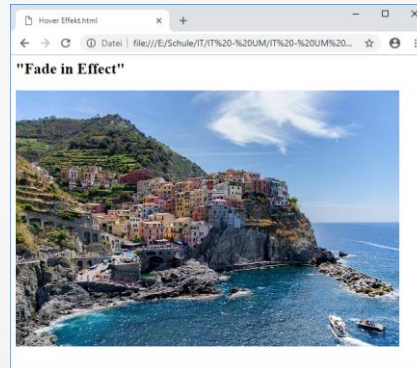 Hover Effekt.html
Datei | file:///E:/Schule/IT/IT%20-%20UM/IT%20-%20UM%20...
"Fade in Effect"